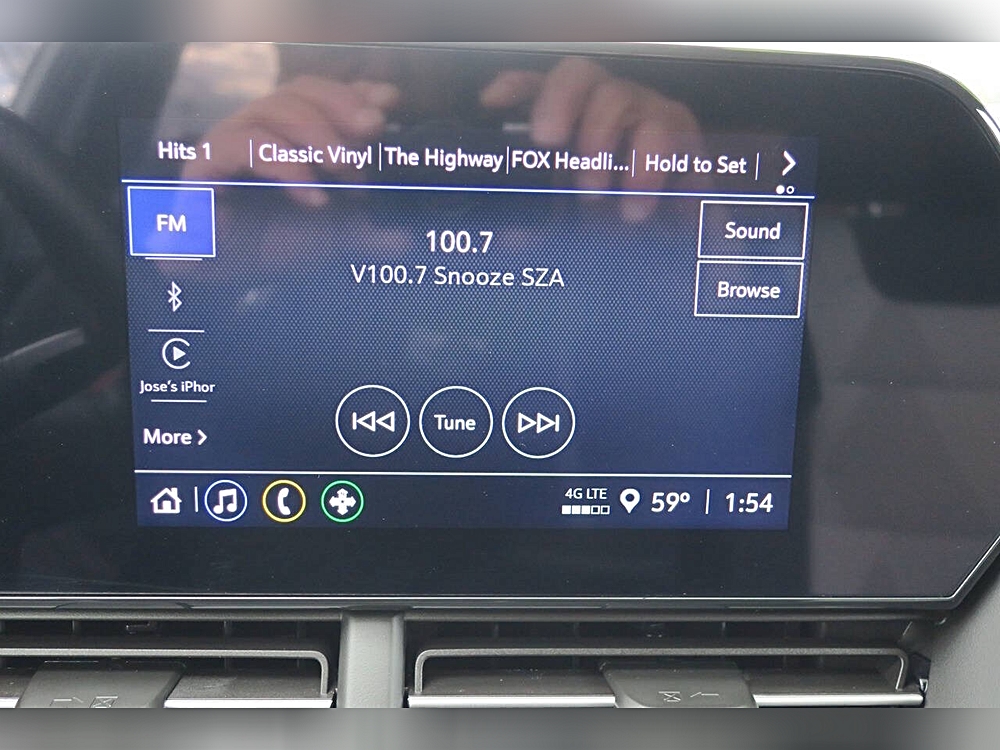 Hits 1 Classic Vinyl The Highway FOX Headli... Hold to Set
FM
100.7
Sound
V100.7 Snooze SZA
Browse
Jose's iPhor
More
Tune
4G LTE
59° 1:54